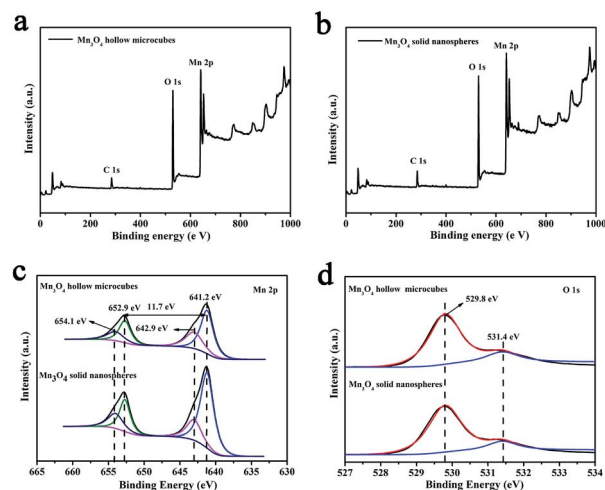 a
Mn3O4 hollow microcubes
Mn 2p
O 1s
C 1s
Intensity (a.u.)
0 200 400 600 800 1000
Binding energy (e V)
b
Mn3O4 solid nanospheres
Mn 2p
O 1s
C 1s
Intensity (a.u.)
0 200 400 600 800 1000
Binding energy (e V)
c
Mn3O4 hollow microcubes
Mn 2p
652.9 eV
11.7 eV
641.2 eV
654.1 eV
642.9 eV
Mn3O4 solid nanospheres
Intensity (a.u.)
665 660 655 650 645 640 635 630
Binding Energy (eV)
d
Mn3O4 hollow microcubes
O 1s
529.8 eV
531.4 eV
Mn3O4 solid nanospheres
Intensity (a.u.)
527 528 529 530 531 532 533 534
Binding Energy (eV)